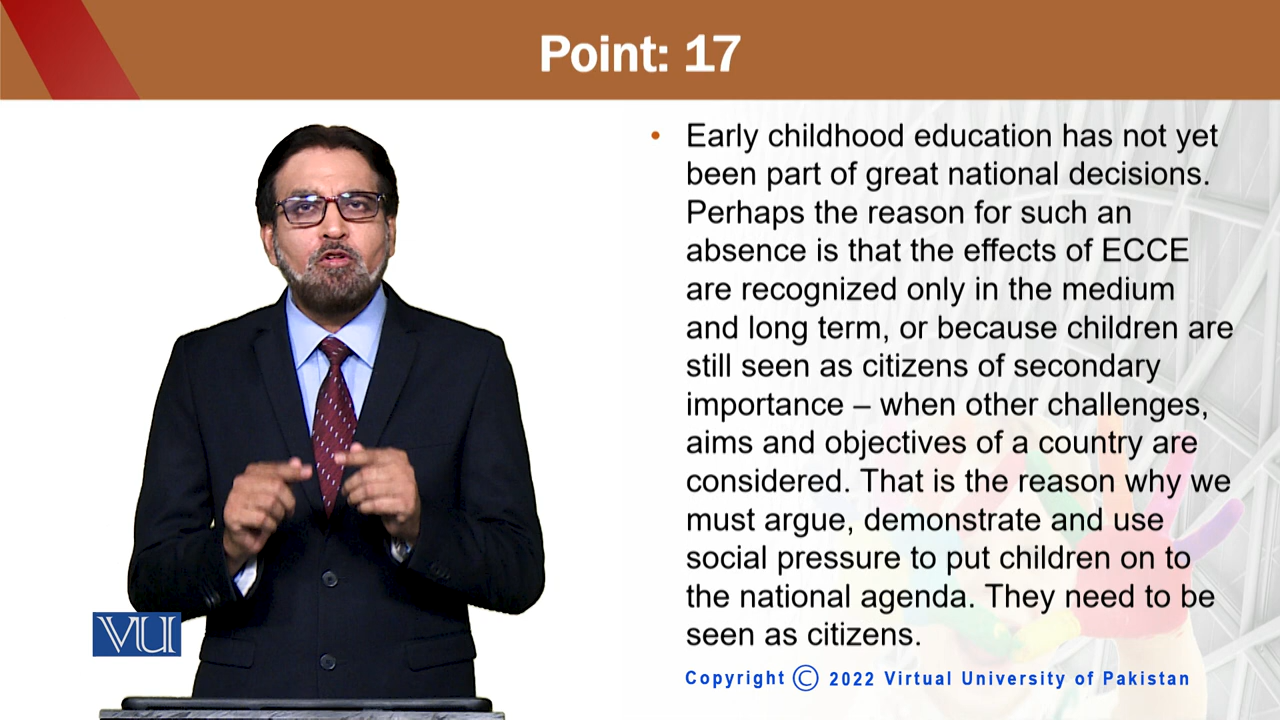 Point: 17
• Early childhood education has not yet
been part of great national decisions.
Perhaps the reason for such an
absence is that the effects of ECCE
are recognized only in the medium
and long term, or because children are
still seen as citizens of secondary
importance – when other challenges,
aims and objectives of a country are
considered. That is the reason why we
must argue, demonstrate and use
social pressure to put children on to
the national agenda. They need to be
seen as citizens.
VU
Copyright © 2022 Virtual University of Pakistan